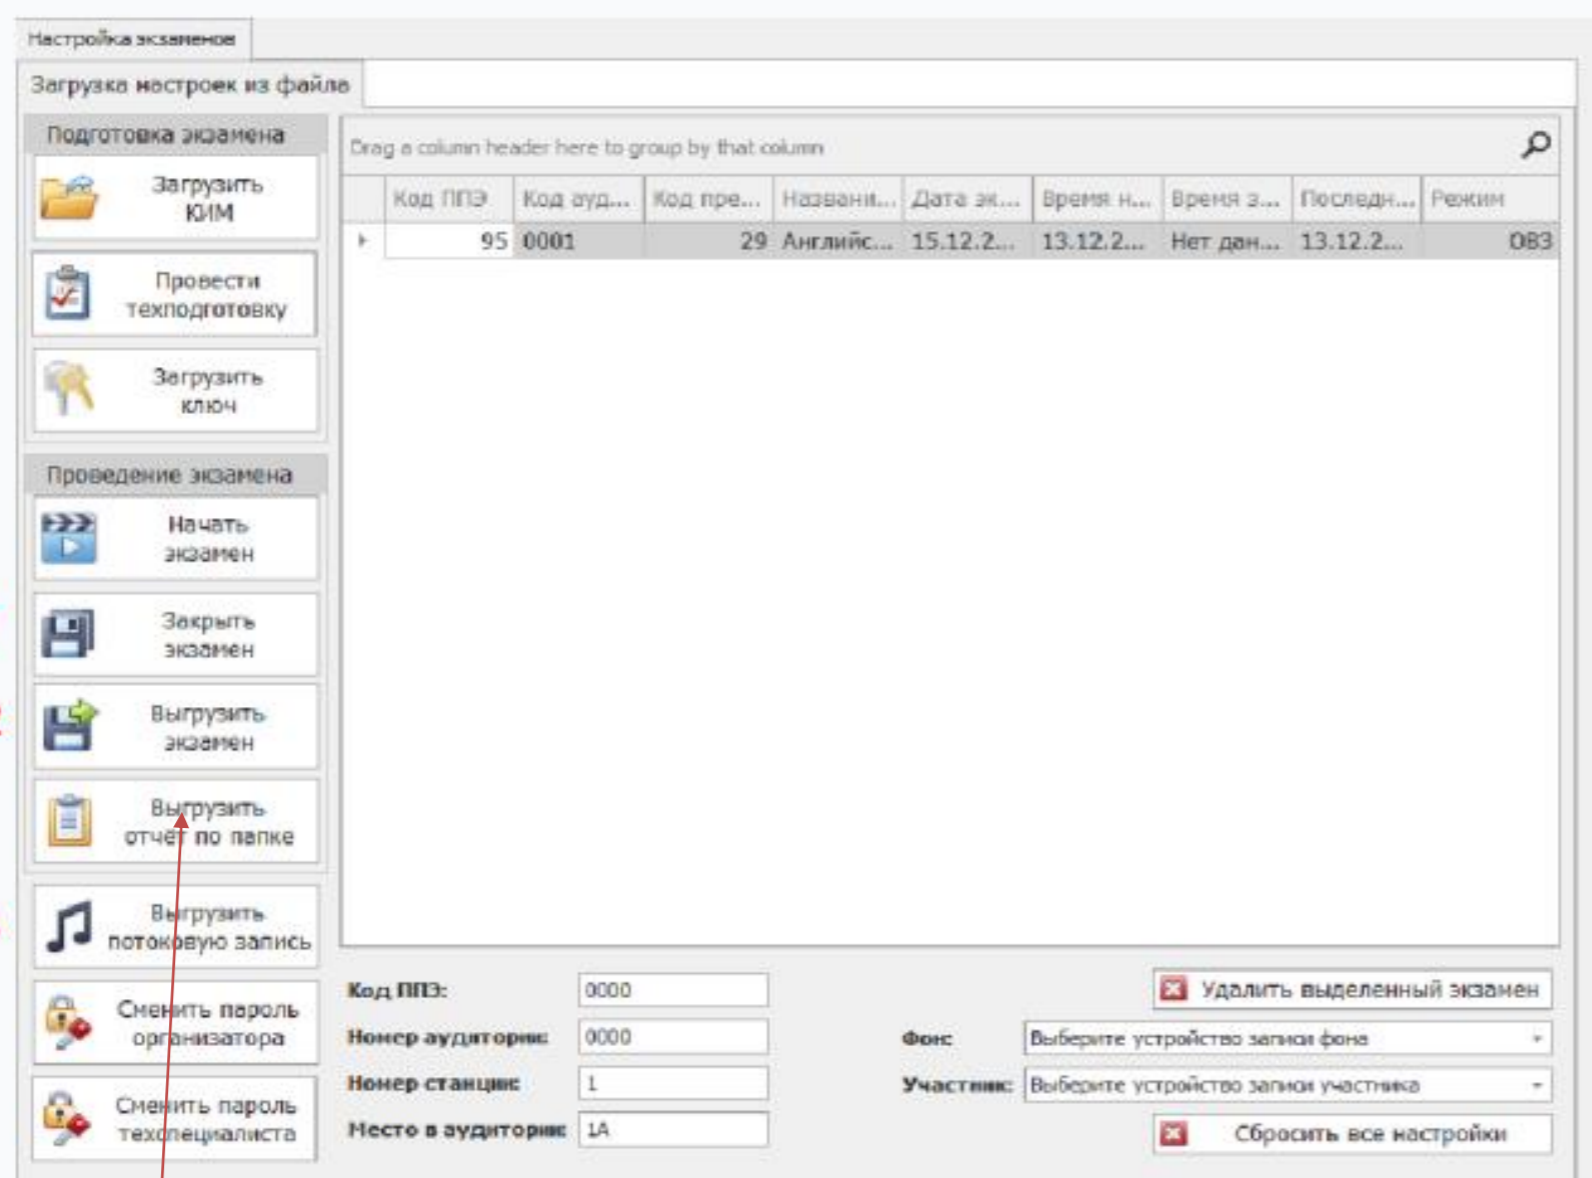 Настройка экзаменов
Загрузка настроек из файла
Подготовка экзамена
Загрузить
КИМ
Провести
техподготовку
Загрузить
ключ
Проведение экзамена
Начать
экзамен
Закрыть
экзамен
Выгрузить
экзамен
Выгрузить
отчёт по папке
Выгрузить
потоковую запись
Сменить пароль
организатора
Сменить пароль
техспециалиста
Drag a column header here to group by that column
Код ППЭ Код ауд... Код пре... Названи... Дата эк... Время н... Время з... Последн... Режим
95 0001 29 Английс... 15.12.2... 13.12.2... Нет дан... 13.12.2... ОВЗ
Код ППЭ: 0000
Номер аудитории: 0000
Номер станции: 1
Место в аудитории: 1А
Удалить выделенный экзамен
Фон: Выберите устройство записи фона
Участник: Выберите устройство записи участника
Сбросить все настройки